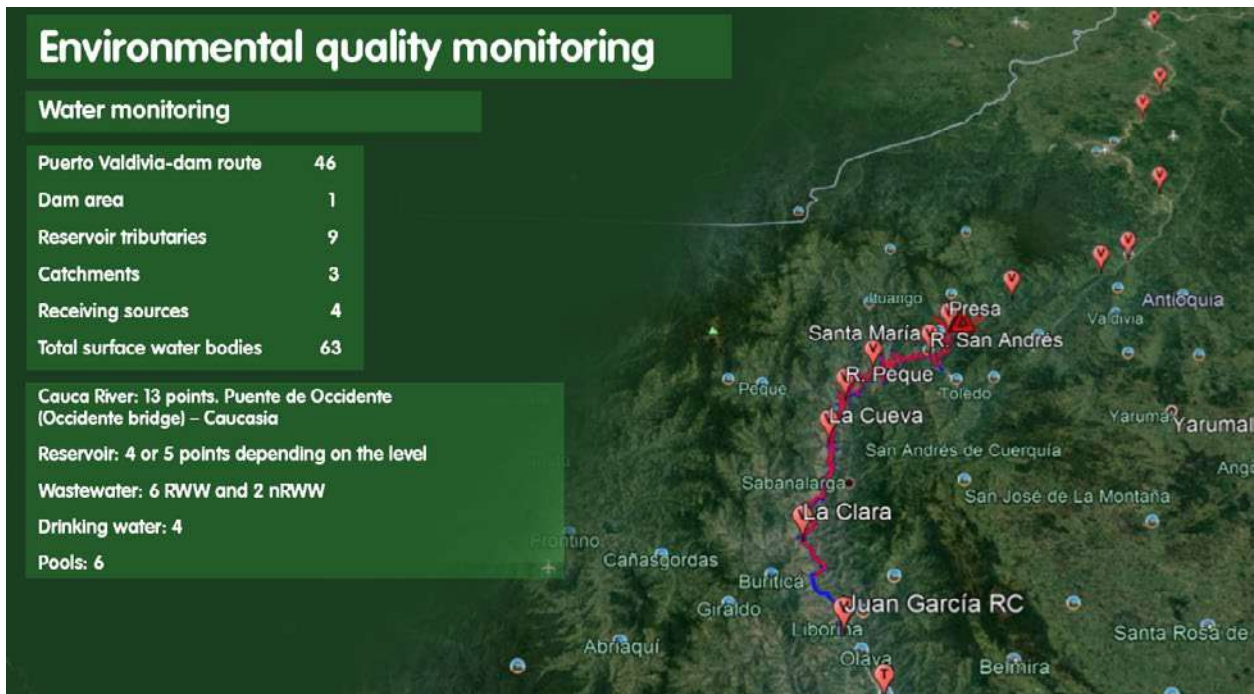 Environmental quality monitoring
Water monitoring
Puerto Valdivia-dam route 46
Dam area 1
Reservoir tributaries 9
Catchments 3
Receiving sources 4
Total surface water bodies 63
Cauca River: 13 points. Puente de Occidente
(Occidente bridge) – Caucasia
Reservoir: 4 or 5 points depending on the level
Wastewater: 6 RWW and 2 nRWW
Drinking water: 4
Pools: 6
Ituango
Presa
Antioquia
Valdivia
Santa María
R. San Andrés
R. Peque
Peque
Toledo
La Cueva
Yarumal
Yarumal
San Andrés de Cuerquía
Sabanalarga
San José de La Montaña
La Clara
Frontino
Cañasgordas
Buriticá
Giraldo
Juan García RC
Liborina
Santa Rosa de
Abriaquí
Olaya
Belmira
V
V
V
V
V
V
V
V
V
T